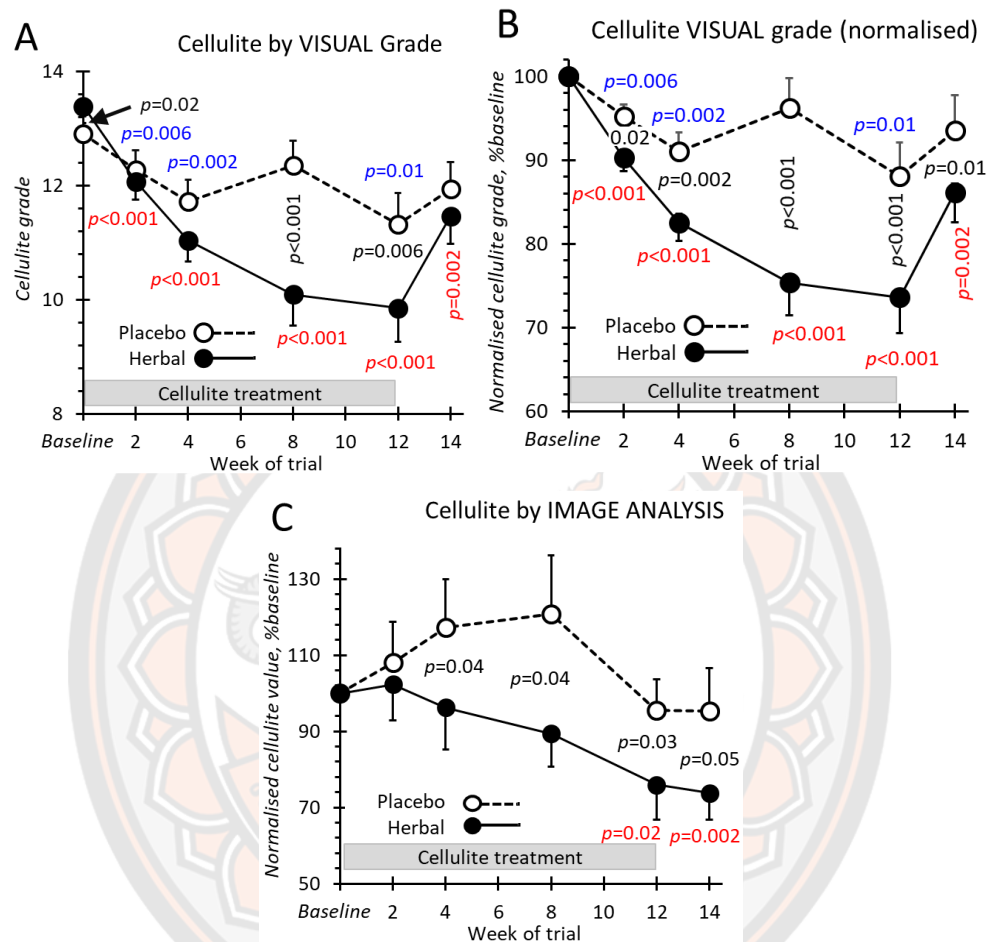 A
Cellulite by VISUAL Grade
Cellulite grade
14
12
10
8
p=0.02
p=0.006
p=0.002
p=0.01
p<0.001
p<0.001
p<0.001
p=0.006
p=0.002
p<0.001
p<0.001
Placebo
Herbal
Cellulite treatment
Baseline 2 4 6 8 10 12 14
Week of trial
B
Cellulite VISUAL grade (normalised)
Normalised cellulite grade, %baseline
100
90
80
70
60
p=0.006
p=0.002
p=0.01
0.02
p=0.002
p<0.001
p<0.001
p=0.01
p<0.001
p<0.001
p=0.002
p<0.001
p<0.001
Placebo
Herbal
Cellulite treatment
Baseline 2 4 6 8 10 12 14
Week of trial
C
Cellulite by IMAGE ANALYSIS
Normalised cellulite value, %baseline
130
110
90
70
50
p=0.04
p=0.04
p=0.03
p=0.05
Placebo
Herbal
p=0.02
p=0.002
Cellulite treatment
Baseline 2 4 6 8 10 12 14
Week of trial